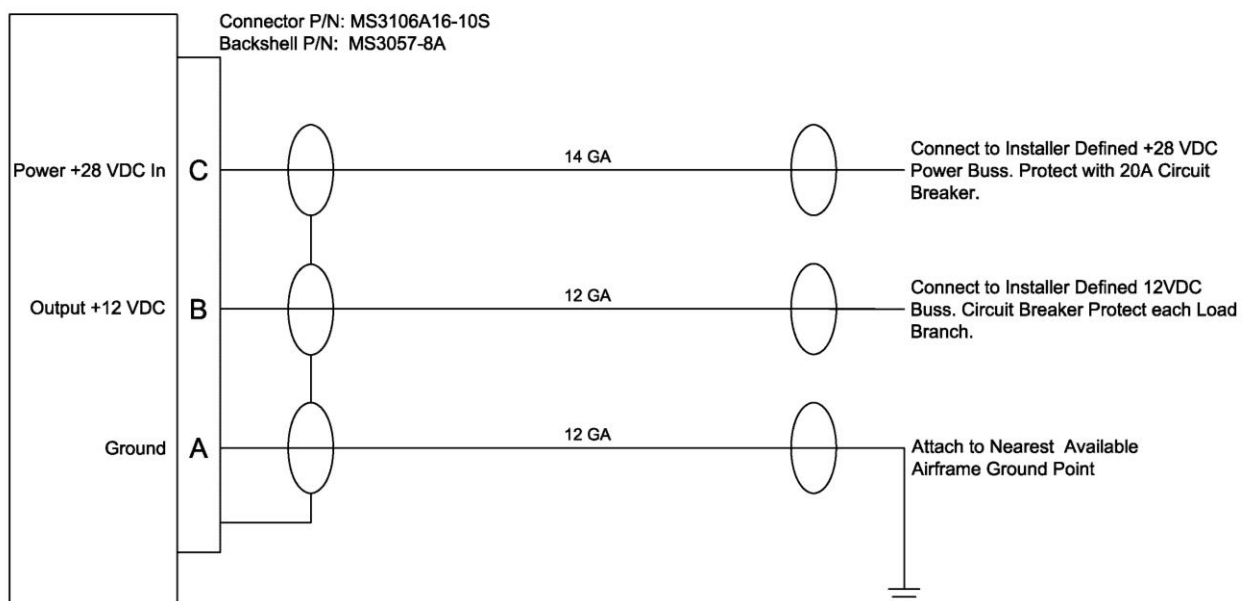 Connector P/N: MS3106A16-10S
Backshell P/N: MS3057-8A
Power +28 VDC In
C
14 GA
Connect to Installer Defined +28 VDC
Power Buss. Protect with 20A Circuit
Breaker.
Output +12 VDC
B
12 GA
Connect to Installer Defined 12VDC
Buss. Circuit Breaker Protect each Load
Branch.
Ground
A
12 GA
Attach to Nearest Available
Airframe Ground Point